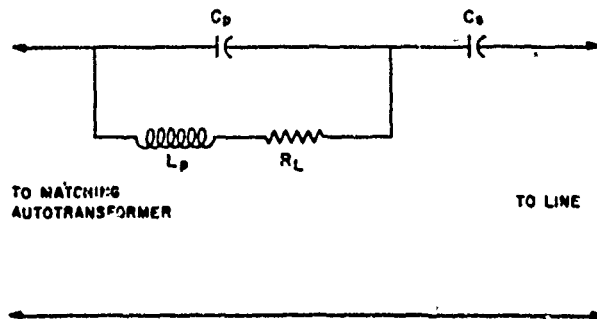 Cp
Cs
Lp
RL
TO MATCHING
AUTOTRANSFORMER
TO LINE